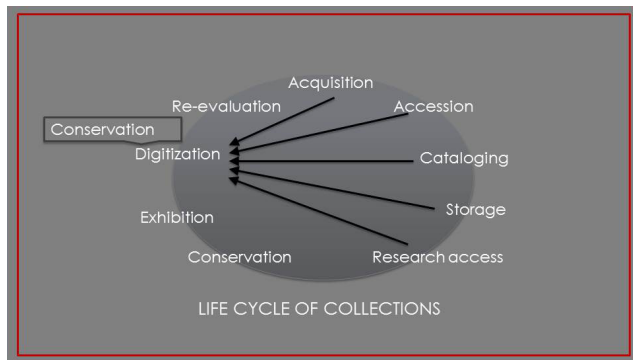 Acquisition
Re-evaluation
Accession
Conservation
Digitization
Cataloging
Storage
Exhibition
Conservation
Research access
LIFE CYCLE OF COLLECTIONS